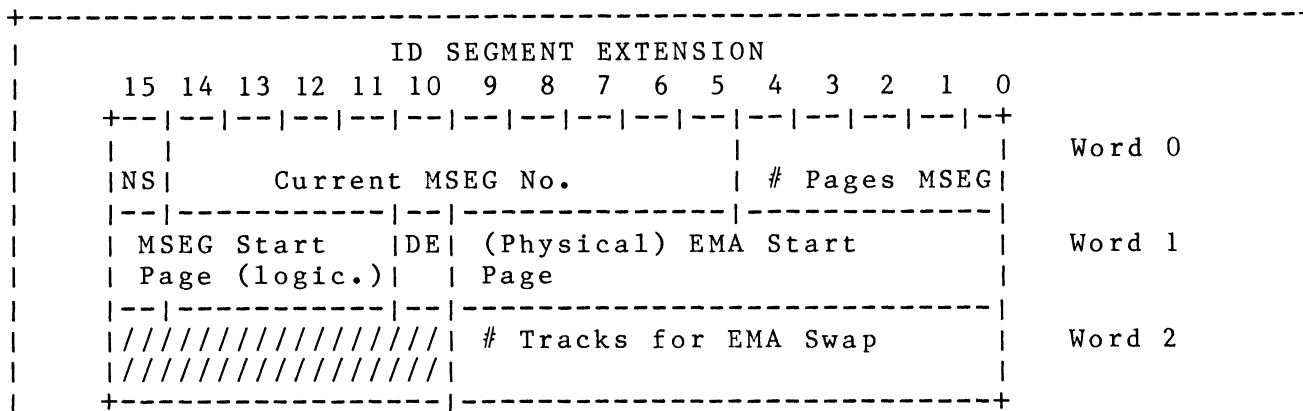 ID SEGMENT EXTENSION
15 14 13 12 11 10 9 8 7 6 5 4 3 2 1 0
Word 0
NS Current MSEG No. # Pages MSEG
MSEG Start DE (Physical) EMA Start Word 1
Page (logic.) Page
# Tracks for EMA Swap Word 2